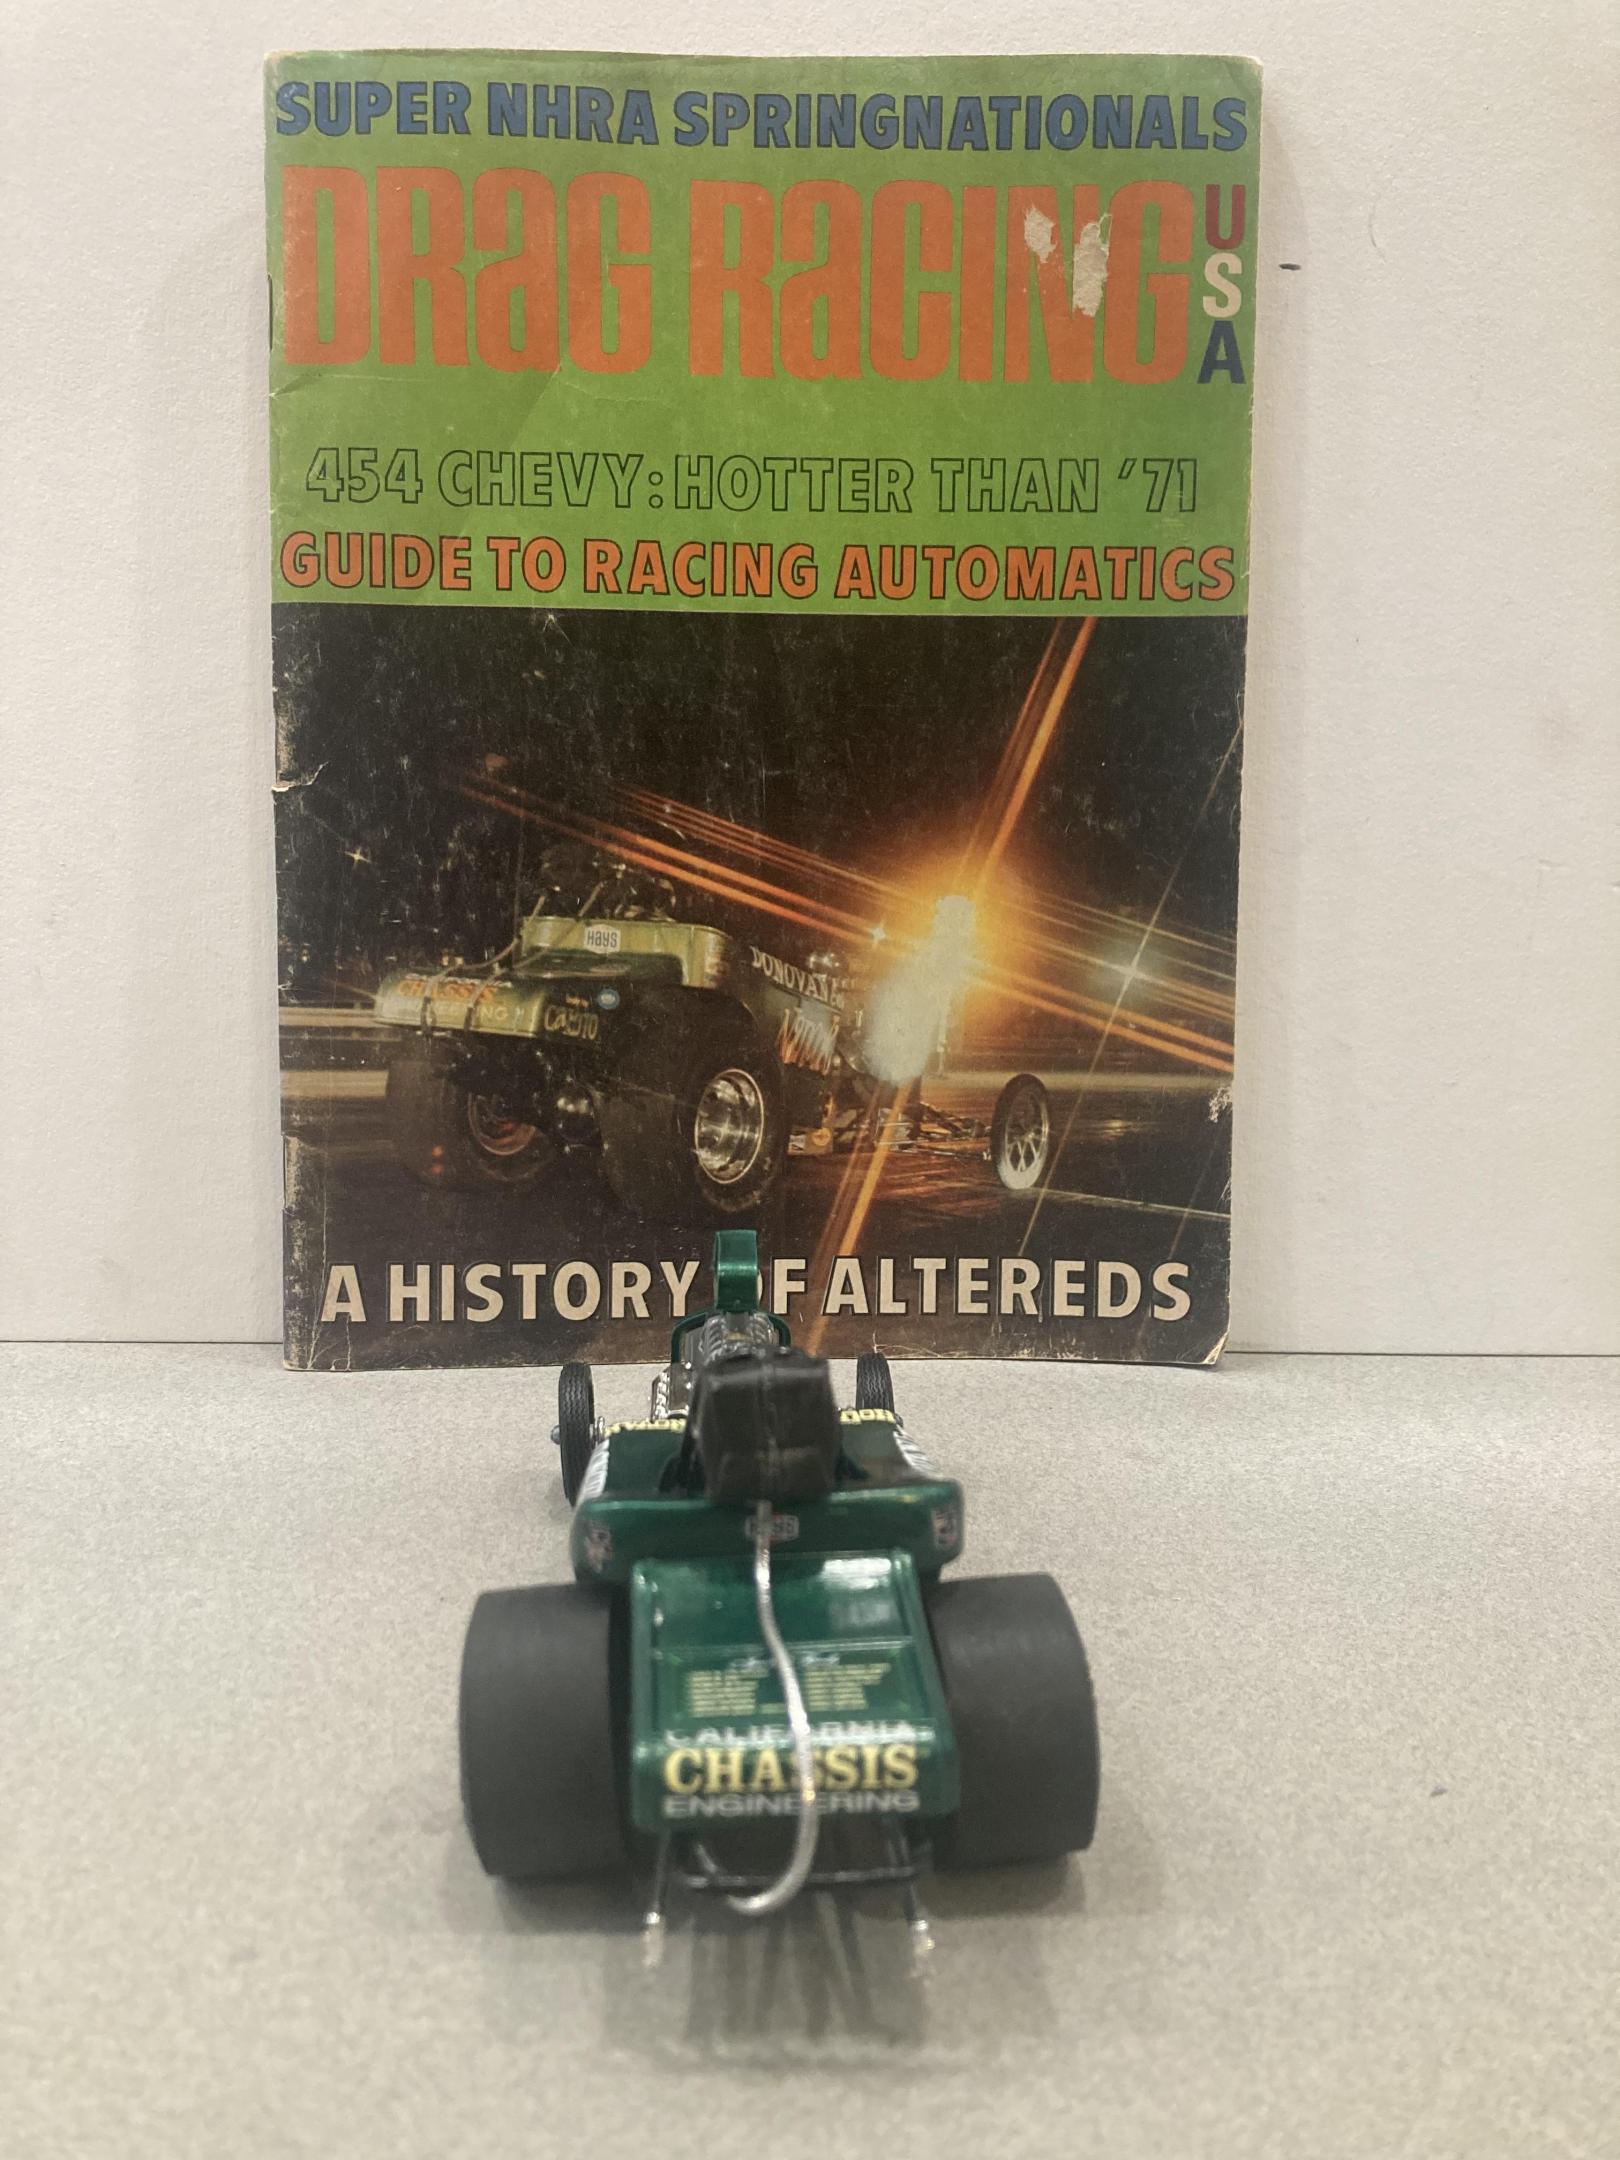 SUPER NHRA SPRINGNATIONALS
DRaG RaCING
USA
454 CHEVY: HOTTER THAN '71
GUIDE TO RACING AUTOMATICS
Hays
DONOVAN
CHASSIS
A HISTORY OF ALTEREDS
CALIFORNIA
CHASSIS
ENGINEERING